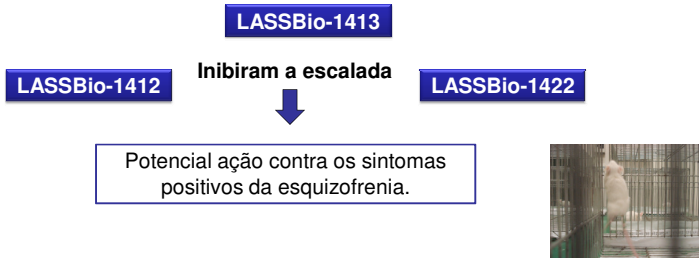 LASSBio-1413
Inibiram a escalada
LASSBio-1412
LASSBio-1422
Potencial ação contra os sintomas
positivos da esquizofrenia.